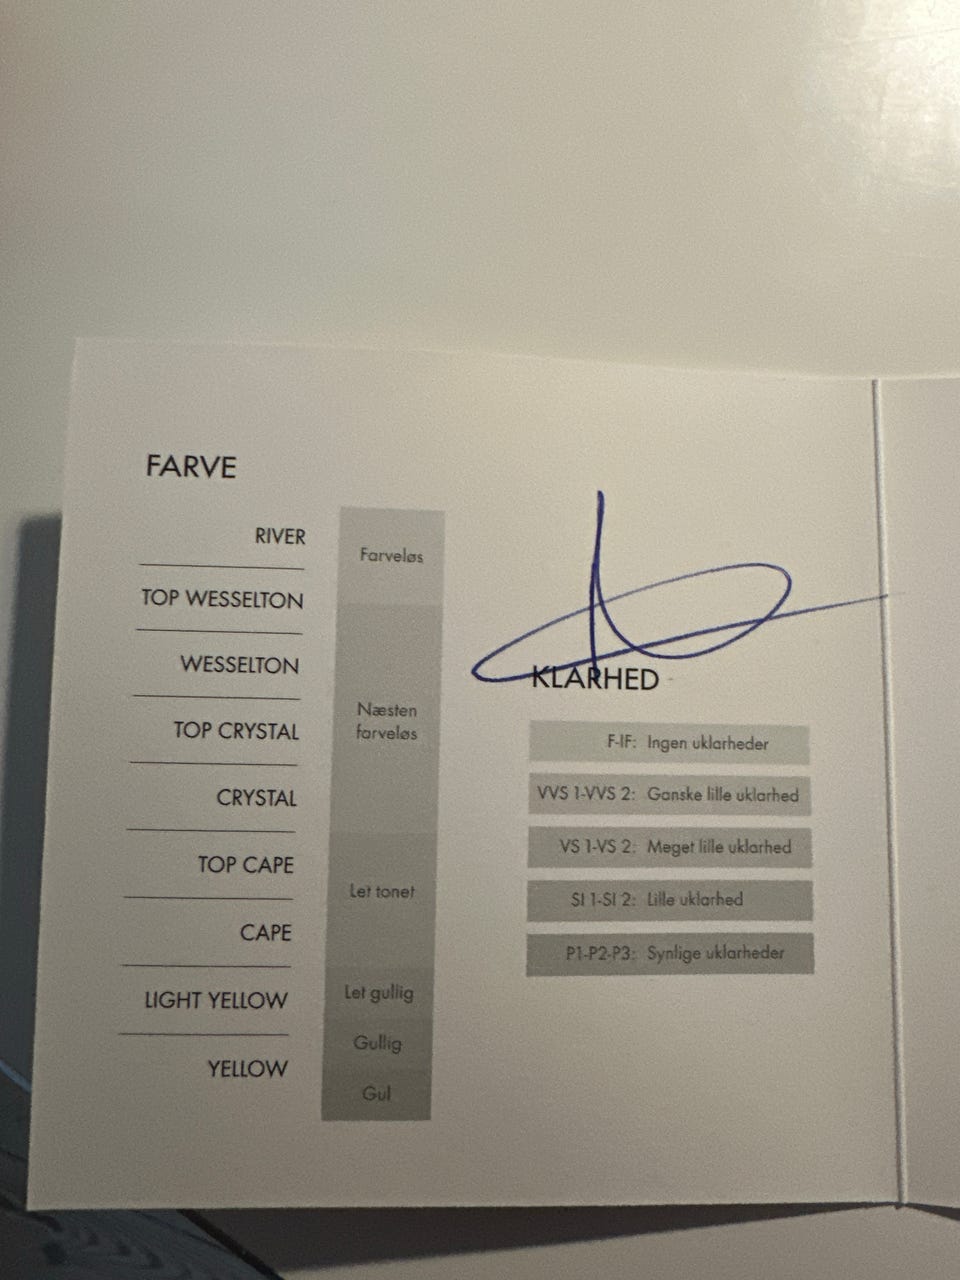 FARVE
RIVER
TOP WESSELTON
WESSELTON
TOP CRYSTAL
CRYSTAL
TOP CAPE
CAPE
LIGHT YELLOW
YELLOW
Farveløs
Næsten
farveløs
Let tonet
Let gullig
Gullig
Gul
KLARHED
F-IF: Ingen uklarheder
VVS 1-VVS 2: Ganske lille uklarhed
VS 1-VS 2: Meget lille uklarhed
SI 1-SI 2: Lille uklarhed
P1-P2-P3: Synlige uklarheder